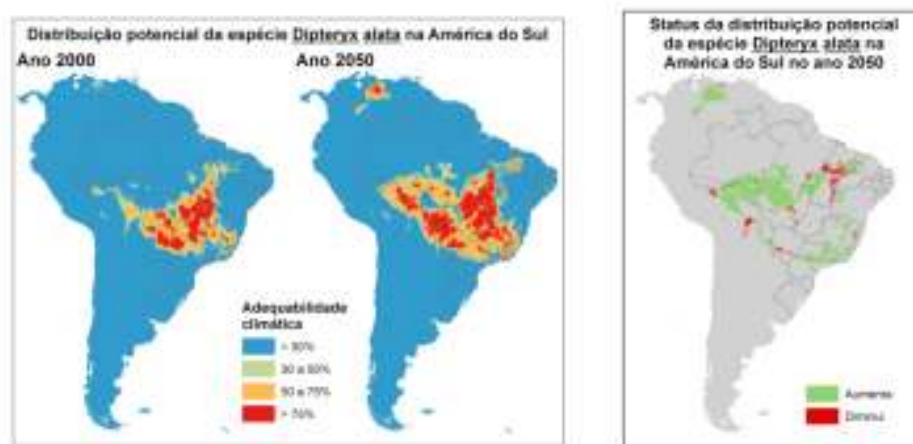 Distribuição potencial da espécie Dipteryx alata na América do Sul
Ano 2000
Ano 2050
Adequabilidade
climática
30 a 50%
50 a 75%
> 75%
Status da distribuição potencial
da espécie Dipteryx alata na
América do Sul no ano 2050
Aumento
Diminui